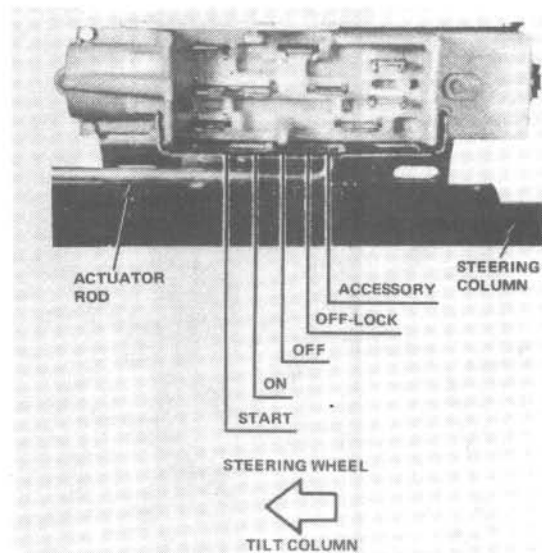 ACTUATOR
ROD
STEERING
COLUMN
ACCESSORY
OFF-LOCK
OFF
ON
START
STEERING WHEEL
TILT COLUMN